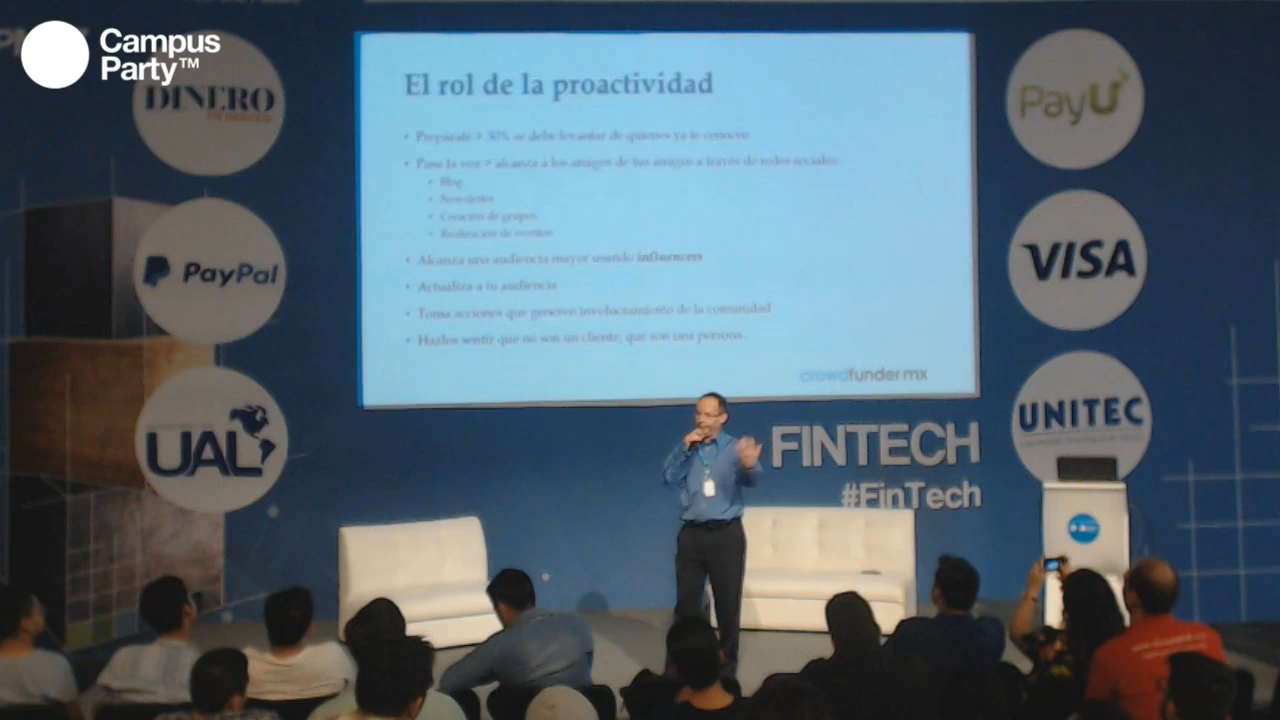 Campus
Party™
DINERO
EN IMAGEN
PayPal
UAL
El rol de la proactividad
• Prepárate > 30% se debe levantar de quienes ya te conocen
• Pasa la voz > alcanza a los amigos de tus amigos a través de redes sociales
• Blog
• Newsletter
• Creación de grupos
• Realización de eventos
• Alcanza una audiencia mayor usando influencers
• Actualiza a tu audiencia
• Toma acciones que generen involucramiento de la comunidad
• Hazlos sentir que no son un cliente, que son una persona.
crowdfunder.mx
PayU
VISA
UNITEC
FINTECH
#FinTech